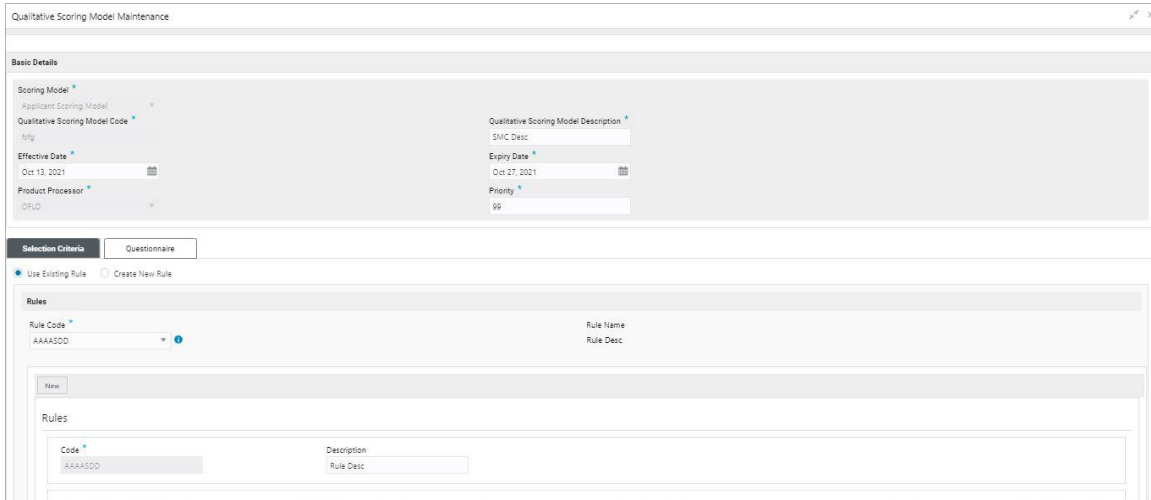 Qualitative Scoring Model Maintenance
Basic Details
Scoring Model *
Applicant Scoring Model
Qualitative Scoring Model Code * Qualitative Scoring Model Description *
SMC Desc
Effective Date * Expiry Date *
Oct 13, 2021 Oct 27, 2021
Product Processor * Priority *
OFLO 99
Selection Criteria Questionnaire
Use Existing Rule Create New Rule
Rules
Rule Code * Rule Name
AAAASDD Rule Desc
New
Rules
Code * Description
AAAASDD Rule Desc